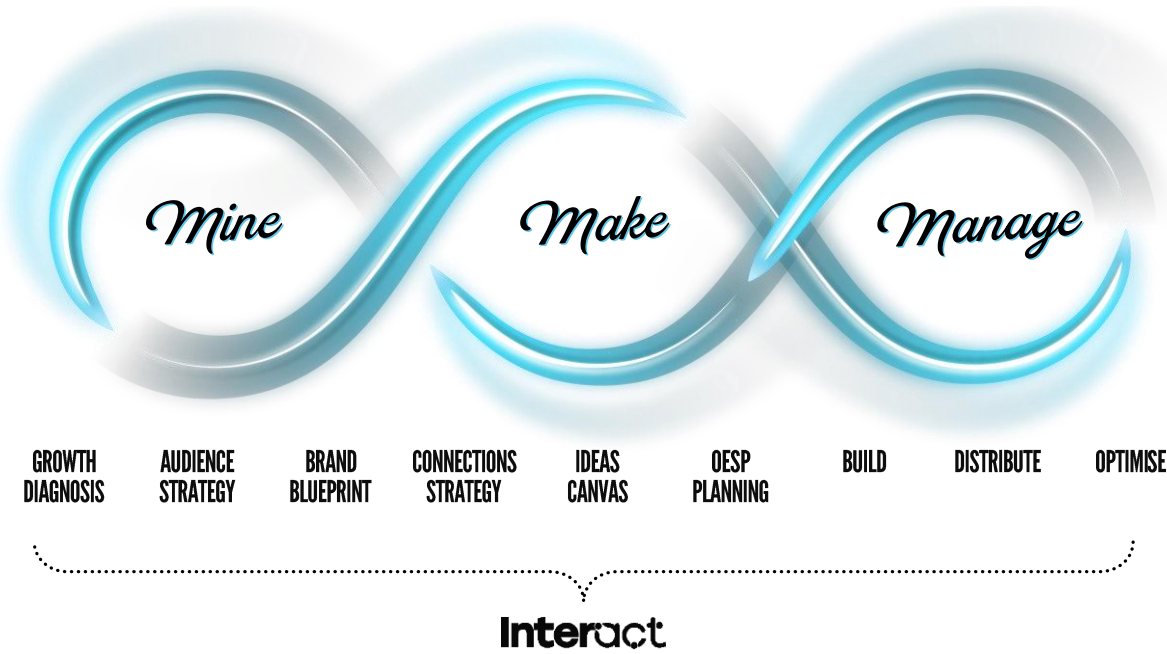 Mine
Make
Manage
GROWTH
DIAGNOSIS
AUDIENCE
STRATEGY
BRAND
BLUEPRINT
CONNECTIONS
STRATEGY
IDEAS
CANVAS
OESP
PLANNING
BUILD
DISTRIBUTE
OPTIMISE
Interact